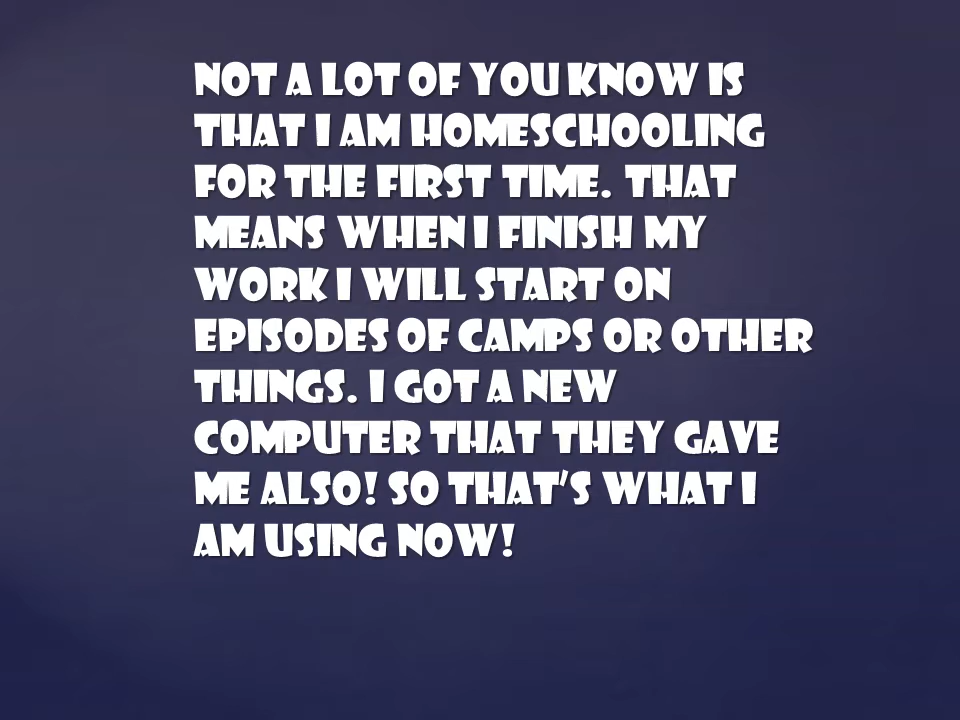 NOT A LOT OF YOU KNOW IS
THAT I AM HOMESCHOOLING
FOR THE FIRST TIME. THAT
MEANS WHEN I FINISH MY
WORK I WILL START ON
EPISODES OF CAMPS OR OTHER
THINGS. I GOT A NEW
COMPUTER THAT THEY GAVE
ME ALSO! SO THAT'S WHAT I
AM USING NOW!